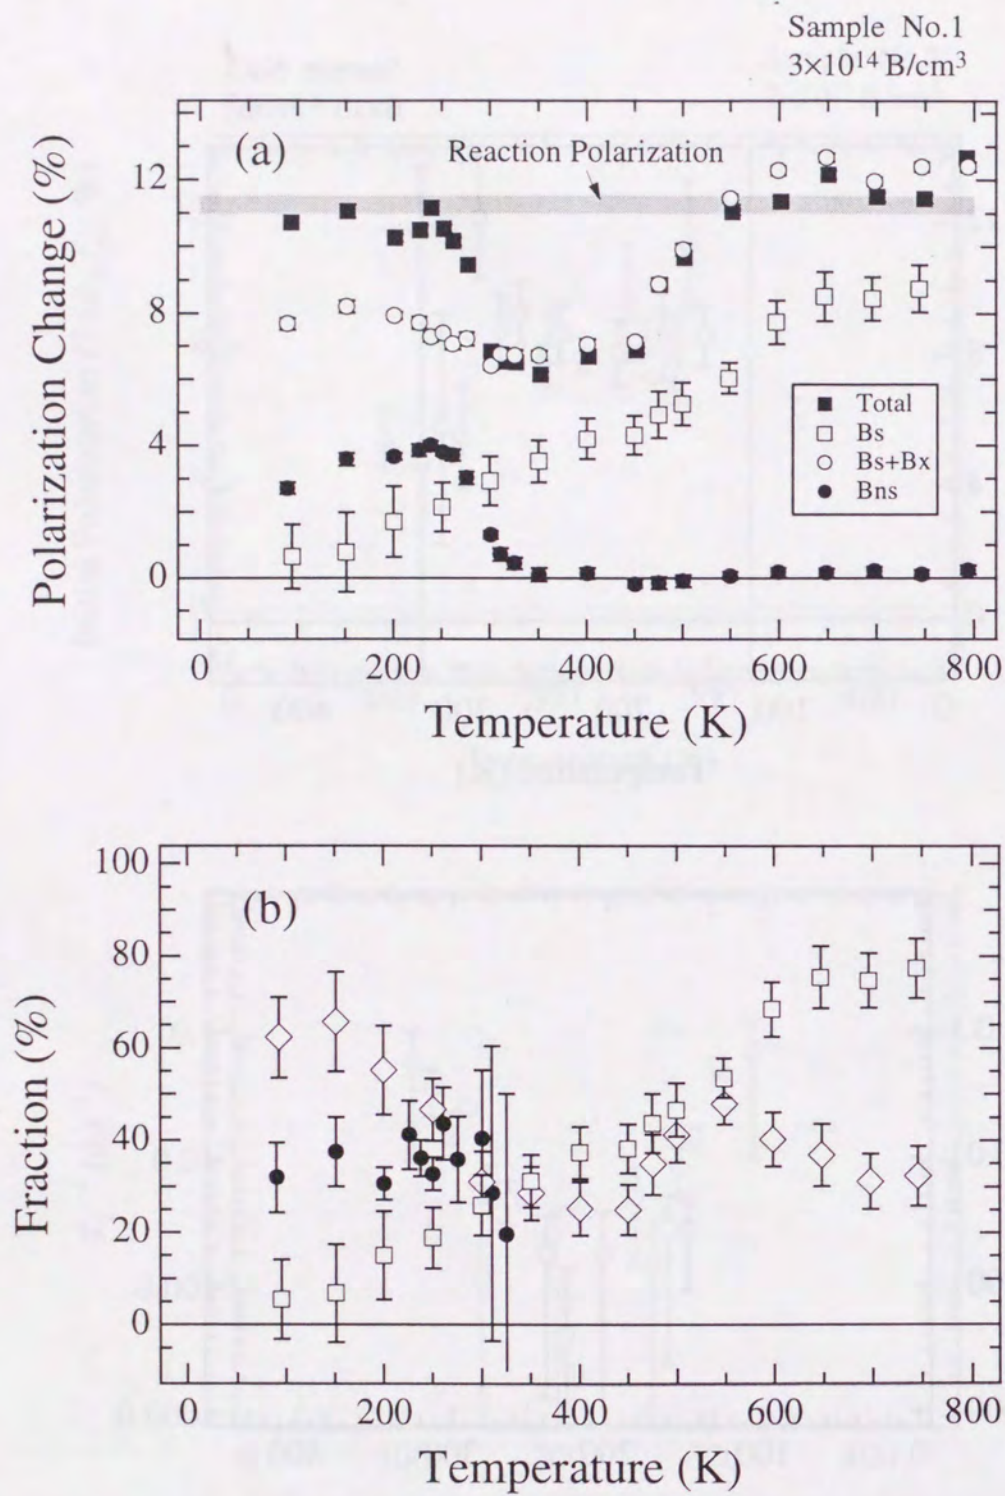 Sample No.1
3×10¹⁴ B/cm³
(a)
Reaction Polarization
Polarization Change (%)
12
8
4
0
Total
Bs
Bs+Bx
Bns
0
200
400
600
800
Temperature (K)
(b)
Fraction (%)
100
80
60
40
20
0
0
200
400
600
800
Temperature (K)